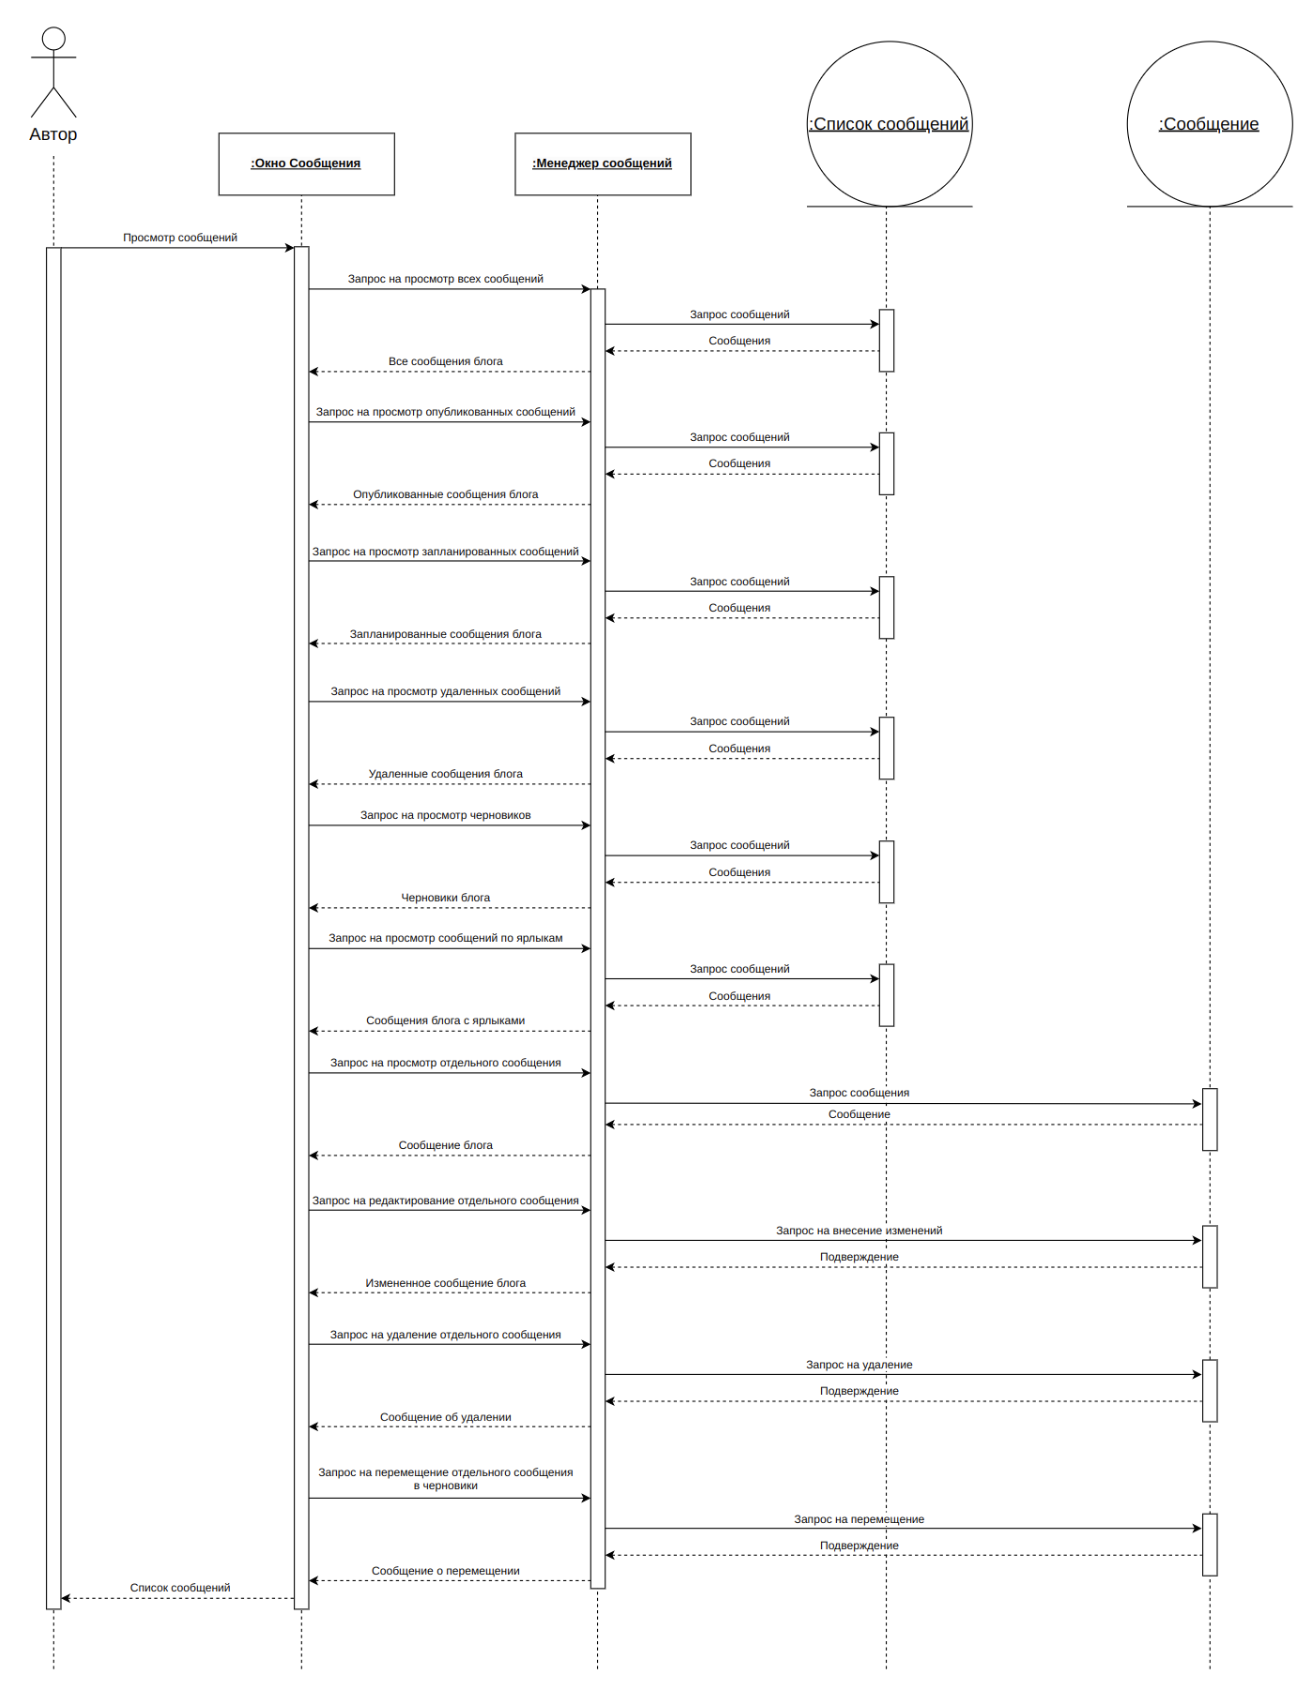 Автор
:Окно Сообщения
:Менеджер сообщений
:Список сообщений
:Сообщение
Просмотр сообщений
Запрос на просмотр всех сообщений
Запрос сообщений
Сообщения
Все сообщения блога
Запрос на просмотр опубликованных сообщений
Запрос сообщений
Сообщения
Опубликованные сообщения блога
Запрос на просмотр запланированных сообщений
Запрос сообщений
Сообщения
Запланированные сообщения блога
Запрос на просмотр удаленных сообщений
Запрос сообщений
Сообщения
Удаленные сообщения блога
Запрос на просмотр черновиков
Запрос сообщений
Сообщения
Черновики блога
Запрос на просмотр сообщений по ярлыкам
Запрос сообщений
Сообщения
Сообщения блога с ярлыками
Запрос на просмотр отдельного сообщения
Запрос сообщения
Сообщение
Сообщение блога
Запрос на редактирование отдельного сообщения
Запрос на внесение изменений
Подверждение
Измененное сообщение блога
Запрос на удаление отдельного сообщения
Запрос на удаление
Подверждение
Сообщение об удалении
Запрос на перемещение отдельного сообщения
в черновики
Запрос на перемещение
Подверждение
Сообщение о перемещении
Список сообщений